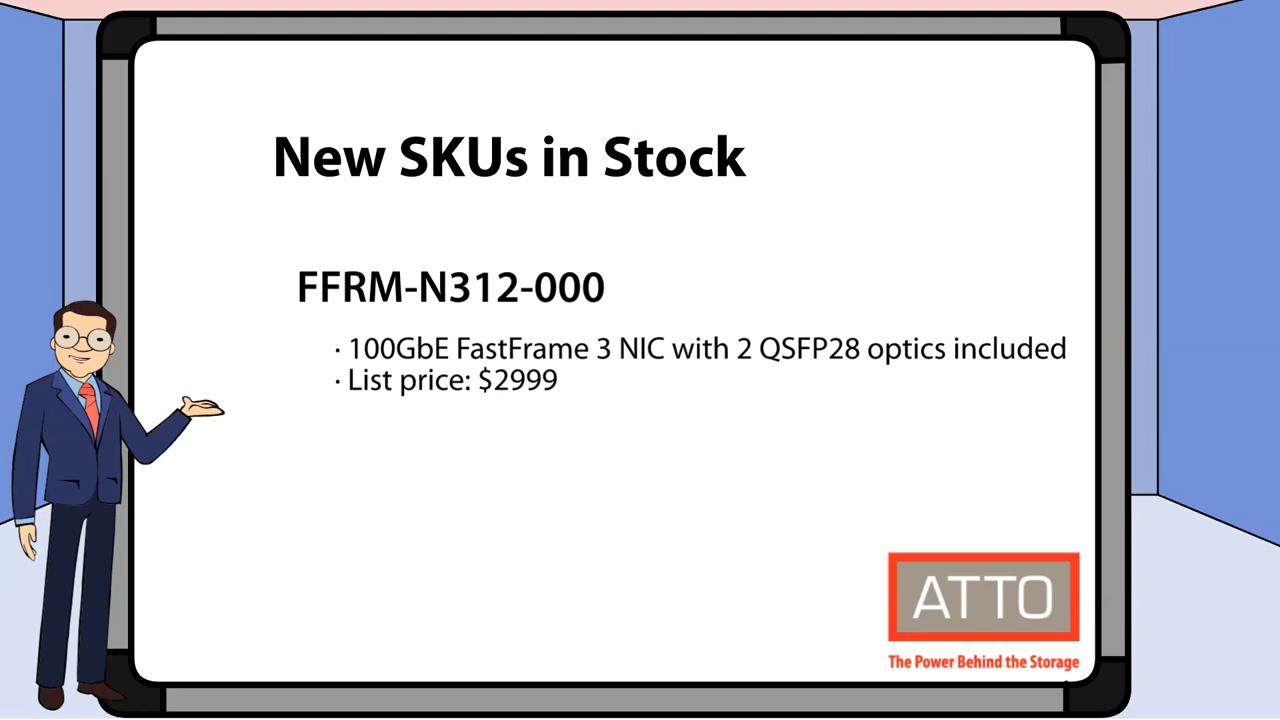 New SKUs in Stock
FFRM-N312-000
· 100GbE FastFrame 3 NIC with 2 QSFP28 optics included
· List price: $2999
ATTO
The Power Behind the Storage